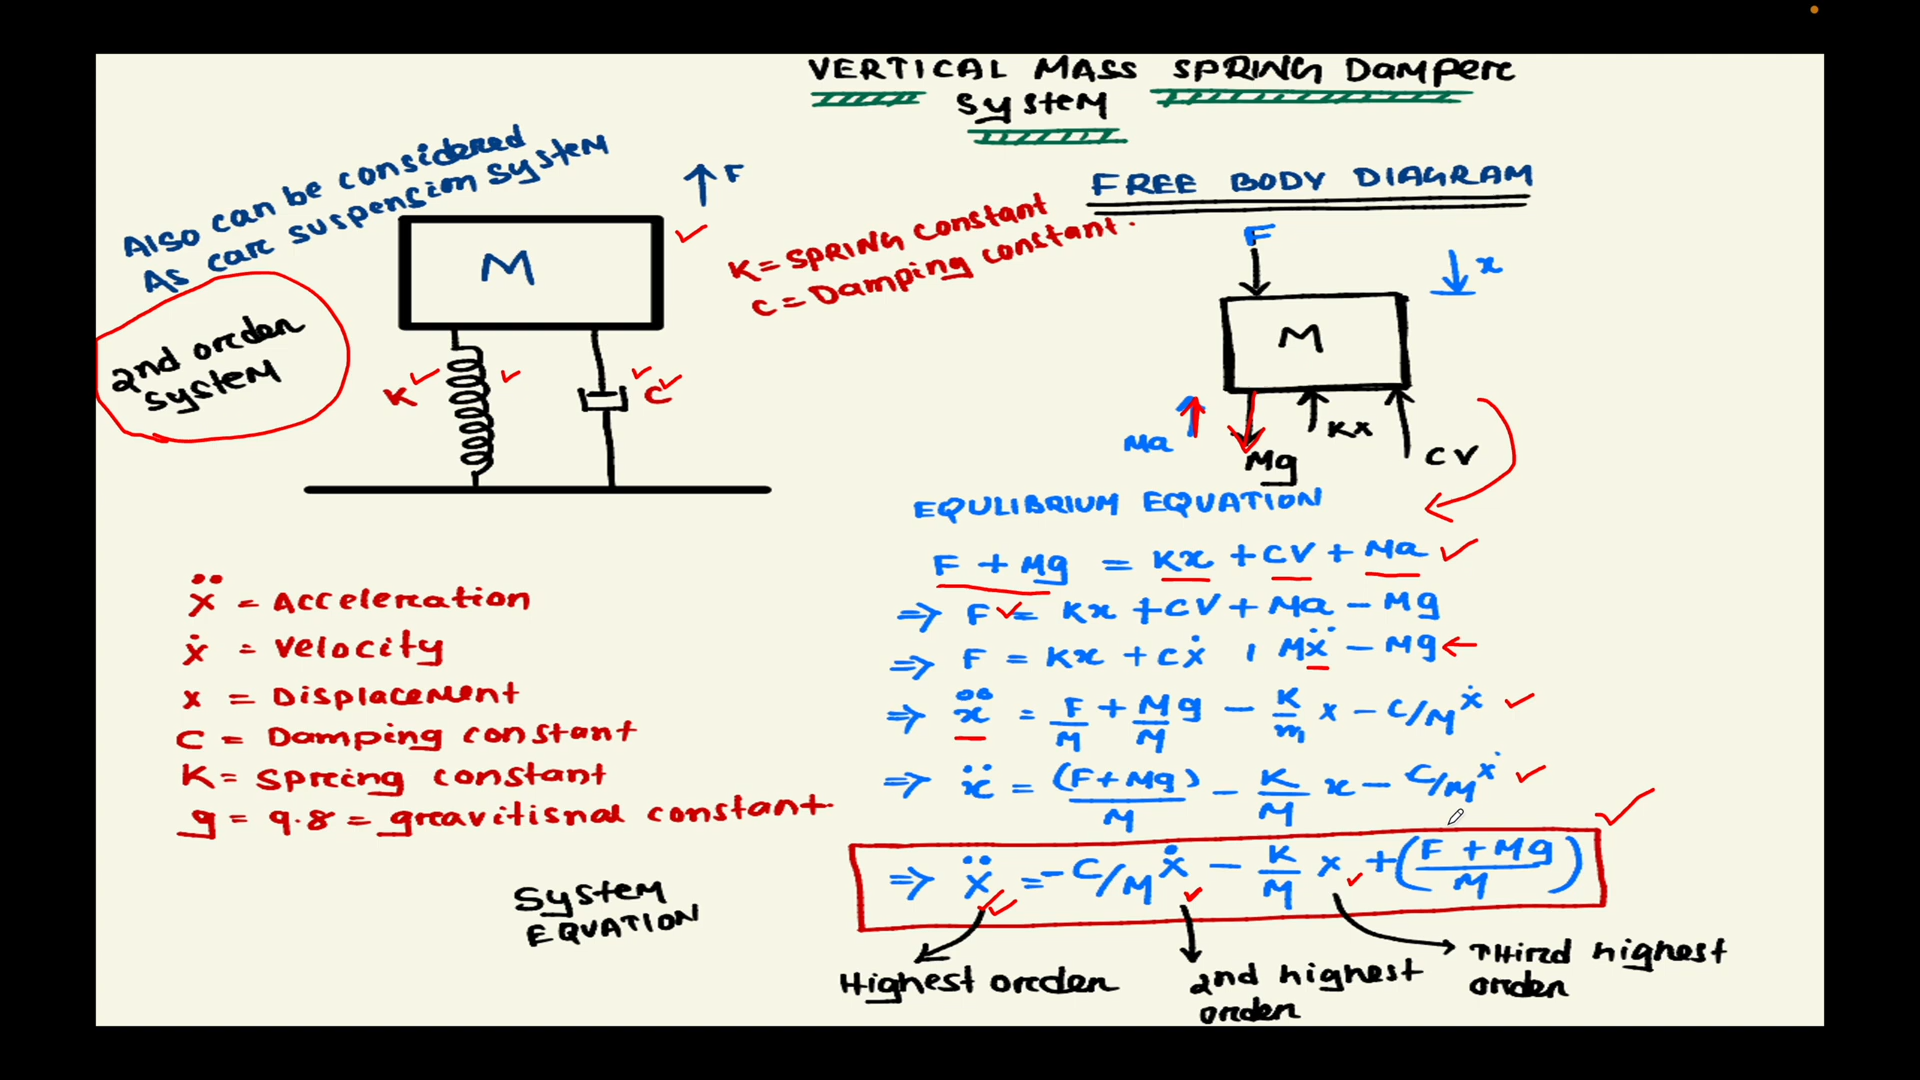 VERTICAL MASS SPRING Damper
System
Also can be considered
As car suspension system
↑ F
FREE BODY DIAGRAM
K = SPRING constant
C = Damping constant.
M
2nd order
system
K
C
F
↓ x
M
Ma
Mg
Kx
CV
EQULIBRIUM EQUATION
F + Mg = Kx + CV + Ma
⇒ F = Kx + CV + Ma - Mg
⇒ F = Kx + Cẋ + Mẍ - Mg
⇒ ẍ = F/M + M/M g - K/m x - C/M ẋ
⇒ ẍ = (F+Mg)/M - K/M x - C/M ẋ
⇒ ẍ = - C/M ẋ - K/M x + (F + Mg / M)
ẍ = Acceleration
ẋ = Velocity
x = Displacement
C = Damping constant
K = spring constant
g = 9.8 = gravitisnal constant.
System
EQUATION
Highest order
2nd highest
order
Third highest
order